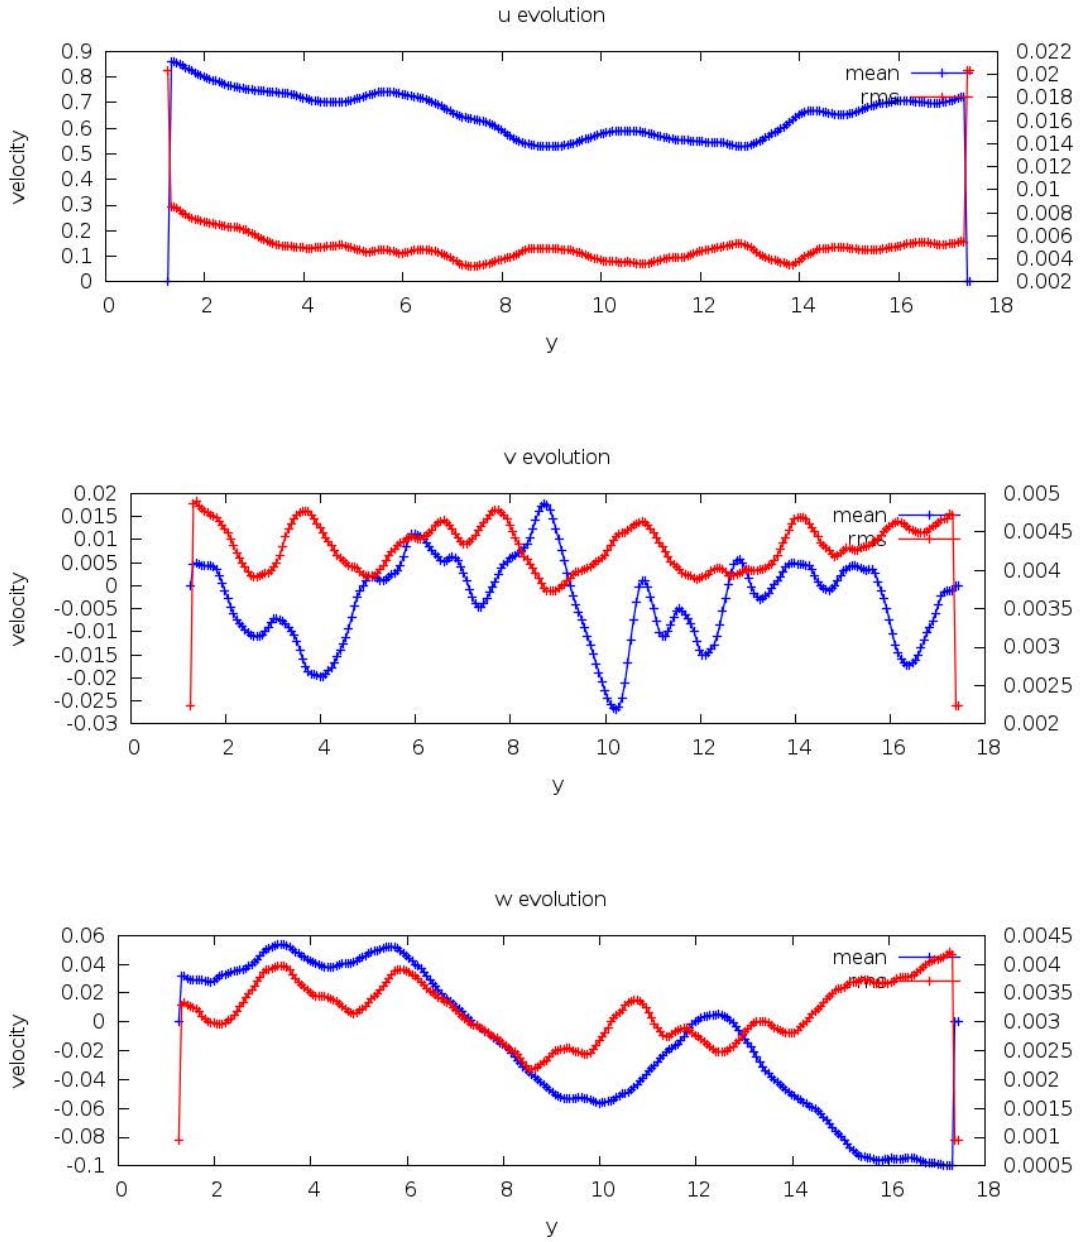 u evolution
0.9 0.022
0.8 mean 0.02
0.7 rms 0.018
0.6 0.016
velocity 0.5 0.014
0.4 0.012
0.3 0.01
0.2 0.008
0.1 0.006
0 0.004
0.002
0 2 4 6 8 10 12 14 16 18
y
v evolution
0.02 0.005
0.015 mean 0.0045
0.01 rms 0.004
0.005 0.0035
0 0.003
velocity -0.005 0.0025
-0.01 0.002
-0.015
-0.02
-0.025
-0.03
0 2 4 6 8 10 12 14 16 18
y
w evolution
0.06 0.0045
0.04 mean 0.004
0.02 rms 0.0035
0 0.003
velocity -0.02 0.0025
-0.04 0.002
-0.06 0.0015
-0.08 0.001
-0.1 0.0005
0 2 4 6 8 10 12 14 16 18
y